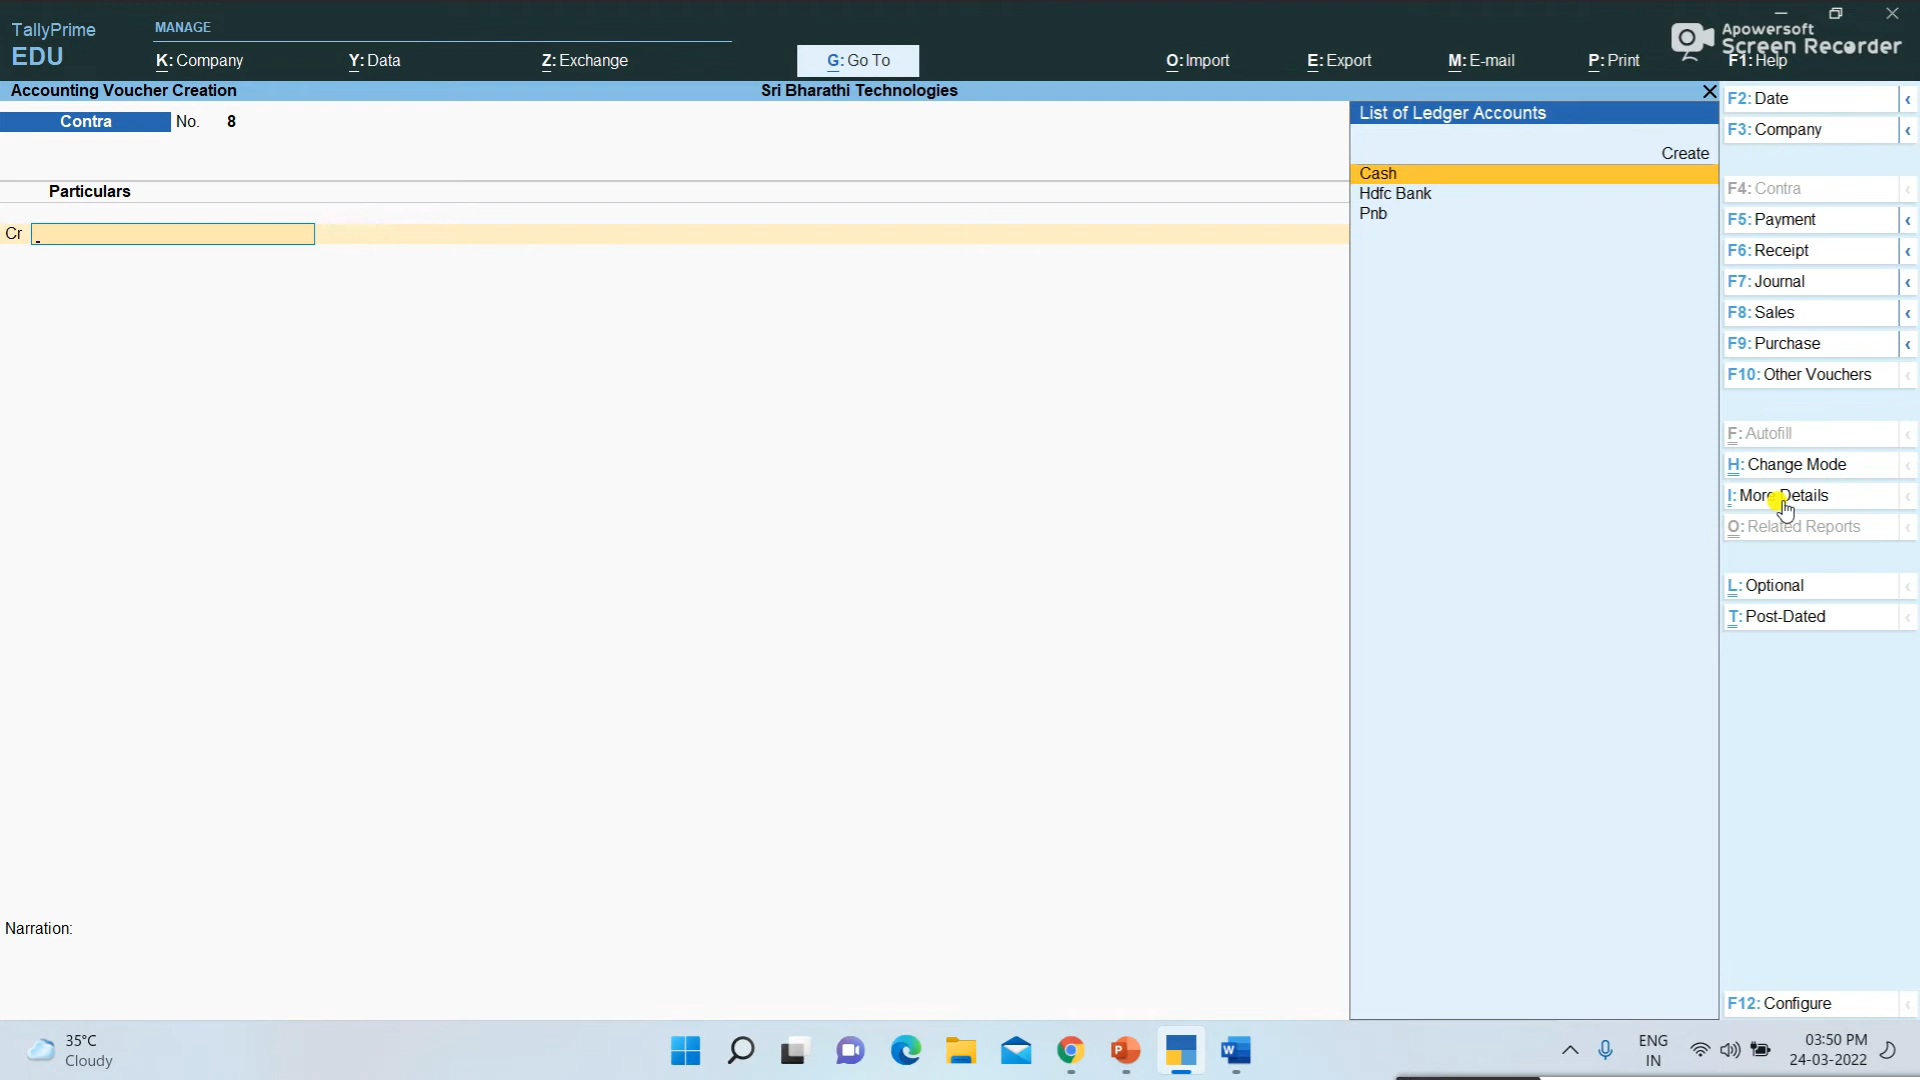 TallyPrime
EDU
MANAGE
K: Company
Y: Data
Z: Exchange
G: Go To
O: Import
E: Export
M: E-mail
P: Print
F1: Help
Apowersoft
Screen Recorder
Accounting Voucher Creation
Sri Bharathi Technologies
Contra No. 8
Particulars
Cr
Narration:
List of Ledger Accounts
Create
Cash
Hdfc Bank
Pnb
F2: Date
F3: Company
F4: Contra
F5: Payment
F6: Receipt
F7: Journal
F8: Sales
F9: Purchase
F10: Other Vouchers
F: Autofill
H: Change Mode
I: More Details
O: Related Reports
L: Optional
T: Post-Dated
F12: Configure
35°C
Cloudy
ENG
IN
03:50 PM
24-03-2022